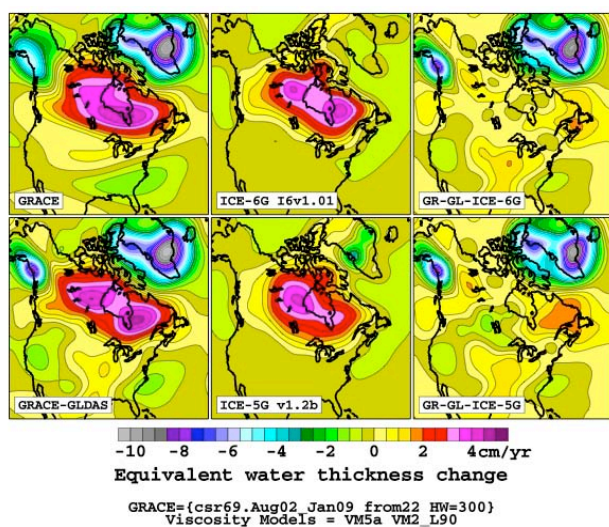 GRACE
ICE-6G I6v1.01
GR-GL-ICE-6G
GRACE-GLDAS
ICE-5G v1.2b
GR-GL-ICE-5G
-10 -8 -6 -4 -2 0 2 4 cm/yr
Equivalent water thickness change
GRACE={csr69.Aug02_Jan09 from22 HW=300}
Viscosity Models = VM5a VM2_L90